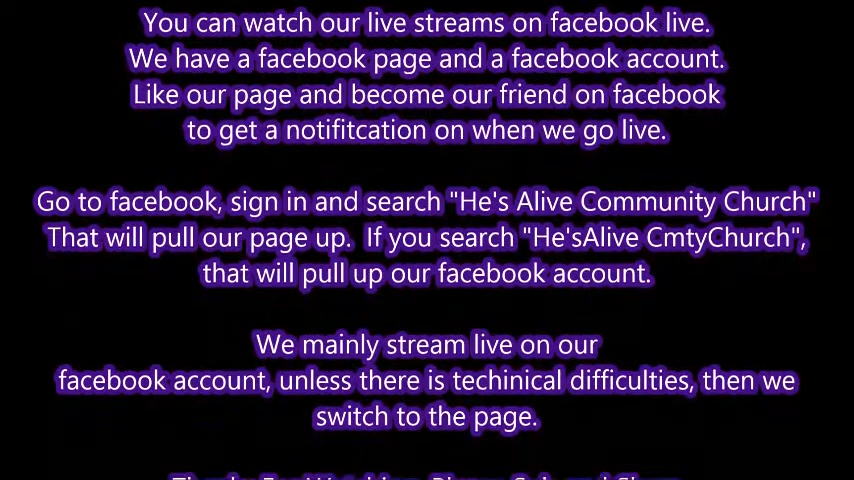 You can watch our live streams on facebook live.
We have a facebook page and a facebook account.
Like our page and become our friend on facebook
to get a notifitcation on when we go live.
Go to facebook, sign in and search "He's Alive Community Church"
That will pull our page up.  If you search "He'sAlive CmtyChurch",
that will pull up our facebook account.
We mainly stream live on our
facebook account, unless there is techinical difficulties, then we
switch to the page.